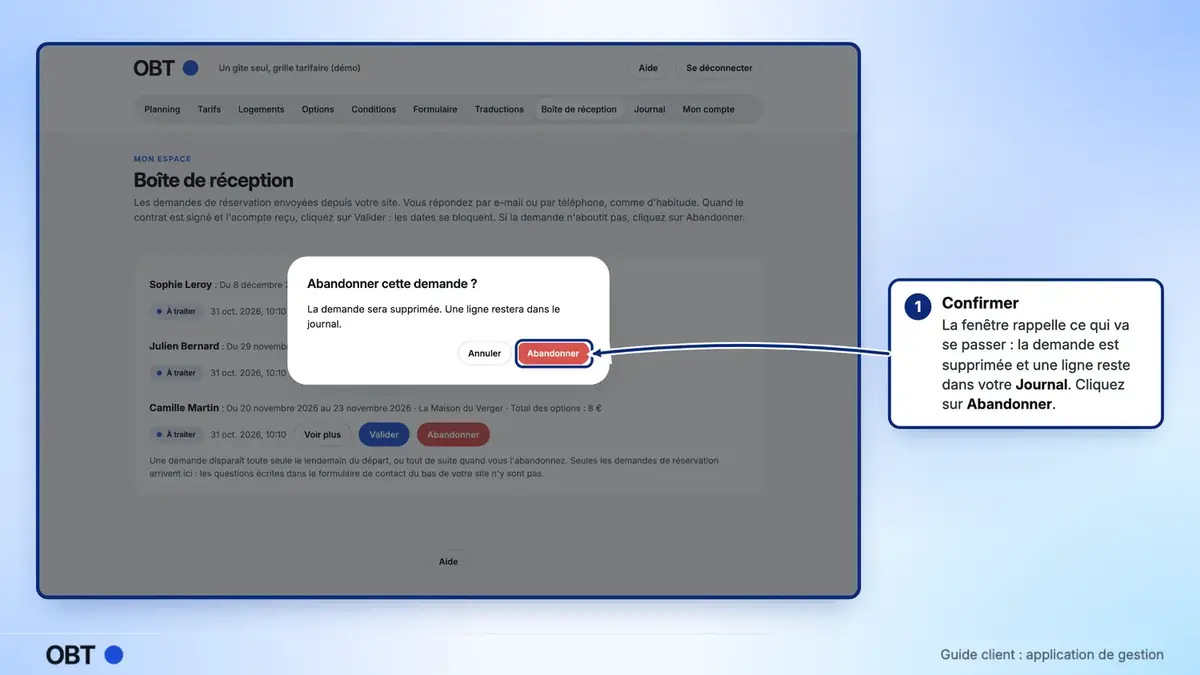 OBT
Un gîte seul, grille tarifaire (démo)
Aide
Se déconnecter
Planning
Tarifs
Logements
Options
Conditions
Formulaire
Traductions
Boîte de réception
Journal
Mon compte
MON ESPACE
Boîte de réception
Les demandes de réservation envoyées depuis votre site. Vous répondez par e-mail ou par téléphone, comme d'habitude. Quand le
contrat est signé et l'acompte reçu, cliquez sur Valider : les dates se bloquent. Si la demande n'aboutit pas, cliquez sur Abandonner.
Sophie Leroy : Du 8 décembre
À traiter
31 oct. 2026, 10:10
Julien Bernard : Du 29
À traiter
31 oct. 2026, 10:10
Abandonner cette demande ?
La demande sera supprimée. Une ligne restera dans le
journal.
Annuler
Abandonner
Camille Martin : Du 20 novembre 2026 au 23 novembre 2026 · La Maison du Verger · Total des options : 8 €
À traiter
31 oct. 2026, 10:10
Voir plus
Valider
Abandonner
Une demande disparaît toute seule le lendemain du départ, ou tout de suite quand vous l'abandonnez. Seules les demandes de réservation
arrivent ici : les questions écrites dans le formulaire de contact du bas de votre site n'y sont pas.
Aide
1
Confirmer
La fenêtre rappelle ce qui va
se passer : la demande est
supprimée et une ligne reste
dans votre Journal. Cliquez
sur Abandonner.
OBT
Guide client : application de gestion